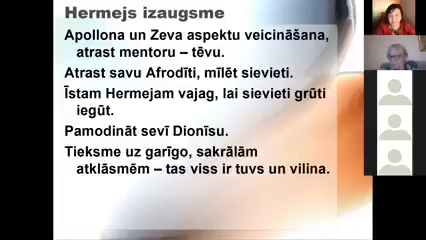 Hermejs izaugsme
Apollona un Zeva aspektu veicināšana,
atrast mentoru – tēvu.
Atrast savu Afrodīti, mīlēt sievieti.
Īstam Hermejam vajag, lai sievieti grūti
iegūt.
Pamodināt sevī Dionīsu.
Tieksme uz garīgo, sakrālām
atklāsmēm – tas viss ir tuvs un vilina.